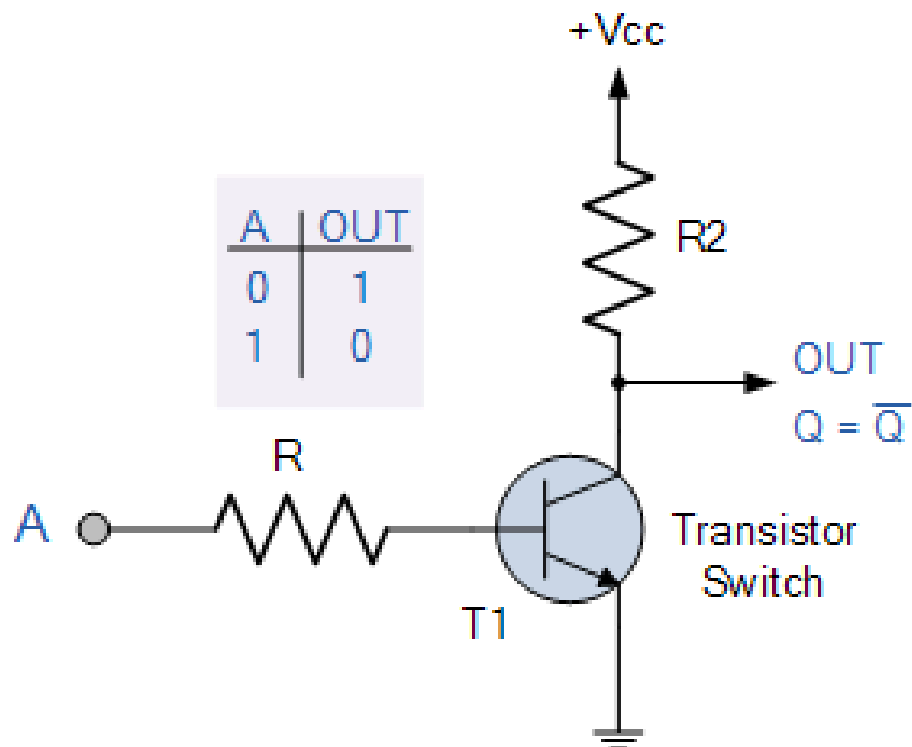 +Vcc
A OUT
0 1
1 0
R2
OUT
Q = Q̅
R
A
Transistor
Switch
T1